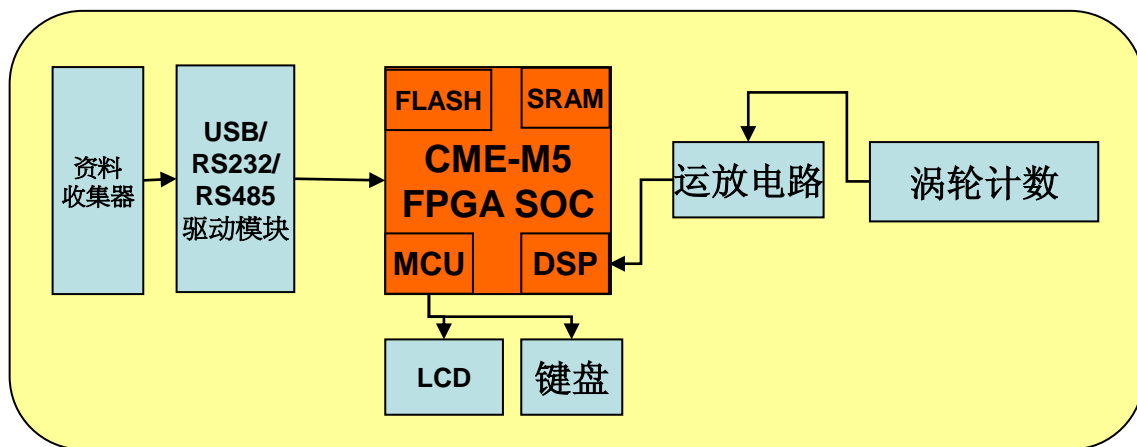 资料
收集器
USB/
RS232/
RS485
驱动模块
FLASH
SRAM
CME-M5
FPGA SOC
MCU
DSP
运放电路
涡轮计数
LCD
键盘